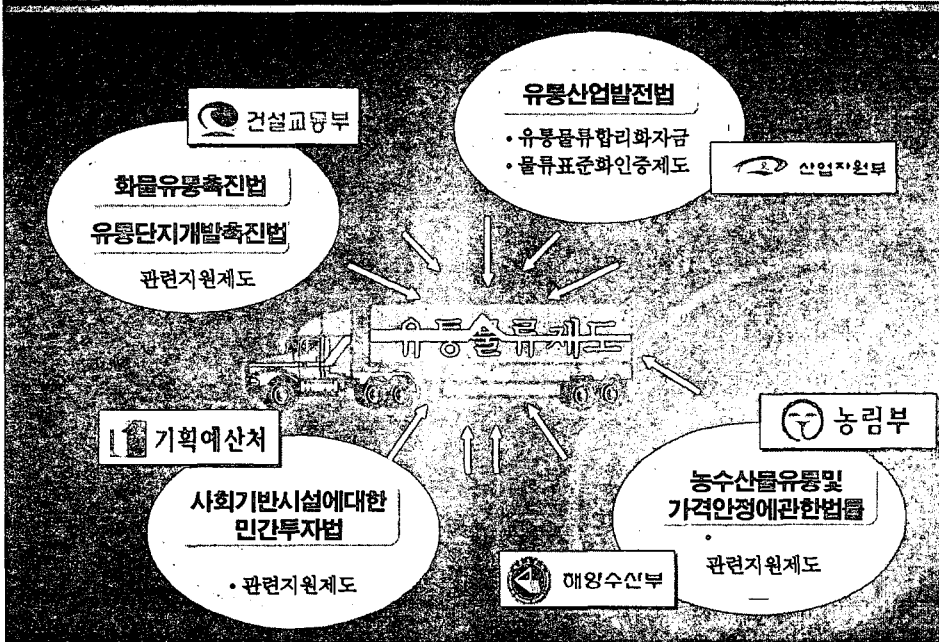 유통산업발전법
• 유통물류합리화자금
• 물류표준화인증제도
산업자원부
건설교통부
화물유통촉진법
유통단지개발촉진법
관련지원제도
유통물류제도
기획예산처
사회기반시설에대한
민간투자법
• 관련지원제도
농림부
농수산물유통및
가격안정에관한법률
•
관련지원제도
해양수산부